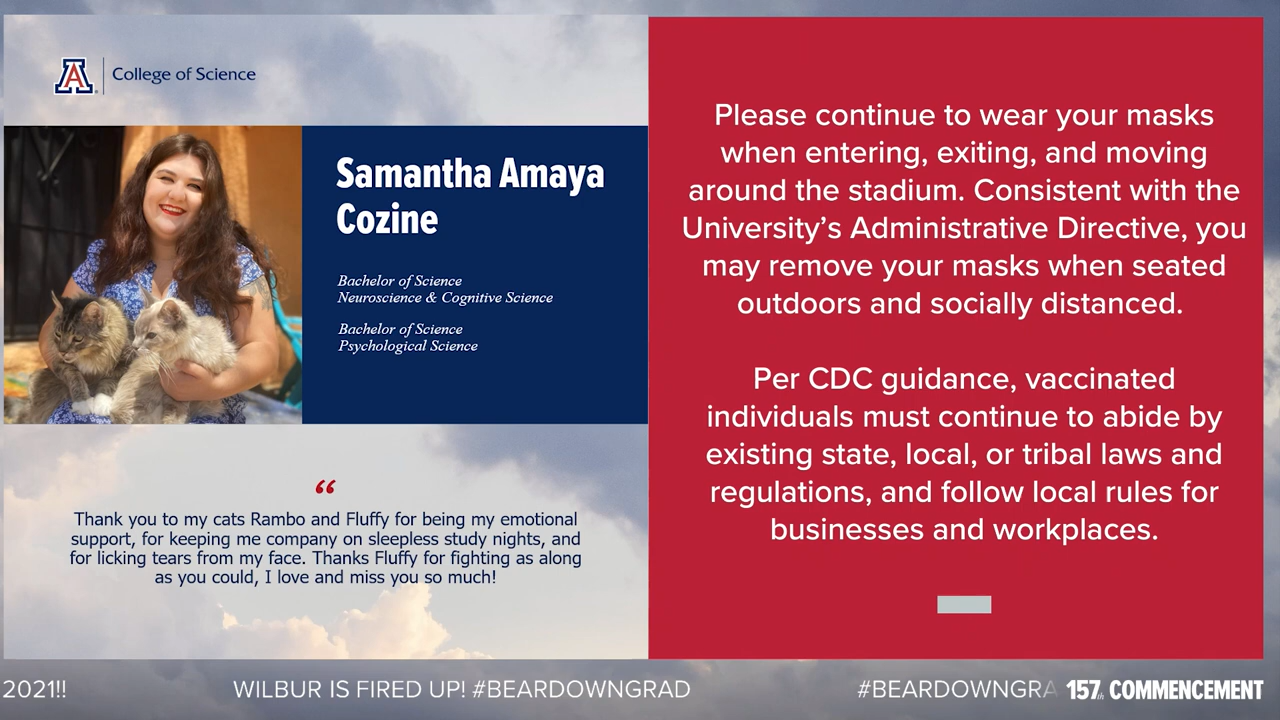 A
College of Science
Samantha Amaya
Cozine
Bachelor of Science
Neuroscience & Cognitive Science
Bachelor of Science
Psychological Science
“
Thank you to my cats Rambo and Fluffy for being my emotional
support, for keeping me company on sleepless study nights, and
for licking tears from my face. Thanks Fluffy for fighting as along
as you could, I love and miss you so much!
Please continue to wear your masks
when entering, exiting, and moving
around the stadium. Consistent with the
University’s Administrative Directive, you
may remove your masks when seated
outdoors and socially distanced.
Per CDC guidance, vaccinated
individuals must continue to abide by
existing state, local, or tribal laws and
regulations, and follow local rules for
businesses and workplaces.
2021!! WILBUR IS FIRED UP! #BEARDOWNGRAD #BEARDOWNGRA 157th COMMENCEMENT